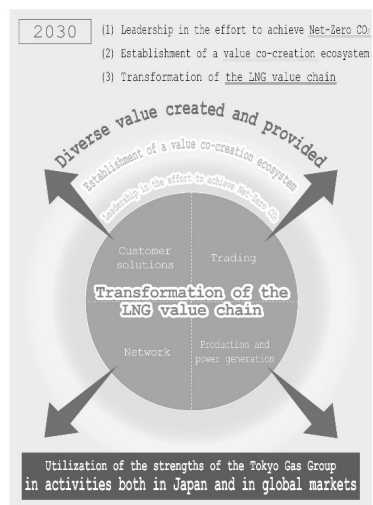 2030
(1) Leadership in the effort to achieve Net-Zero CO2
(2) Establishment of a value co-creation ecosystem
(3) Transformation of the LNG value chain
Diverse value created and provided
Establishment of a value co-creation ecosystem
Leadership in the effort to achieve Net-Zero CO2
Customer
solutions
Trading
Transformation of the
LNG value chain
Network
Production and
power generation
Utilization of the strengths of the Tokyo Gas Group
in activities both in Japan and in global markets